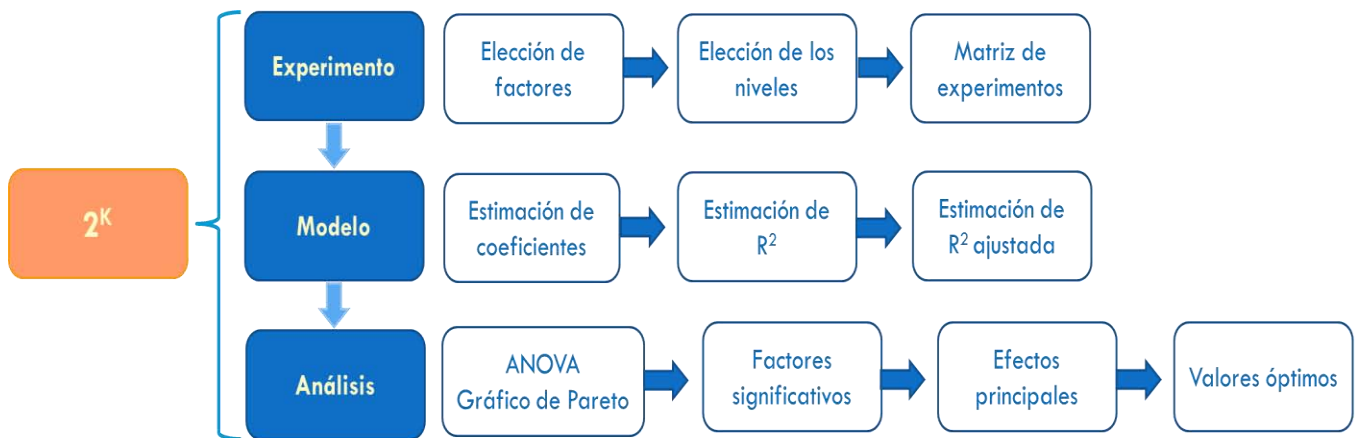 Experimento
Elección de
factores
Elección de los
niveles
Matriz de
experimentos
2ᴷ
Modelo
Estimación de
coeficientes
Estimación de
R²
Estimación de
R² ajustada
Análisis
ANOVA
Gráfico de Pareto
Factores
significativos
Efectos
principales
Valores óptimos